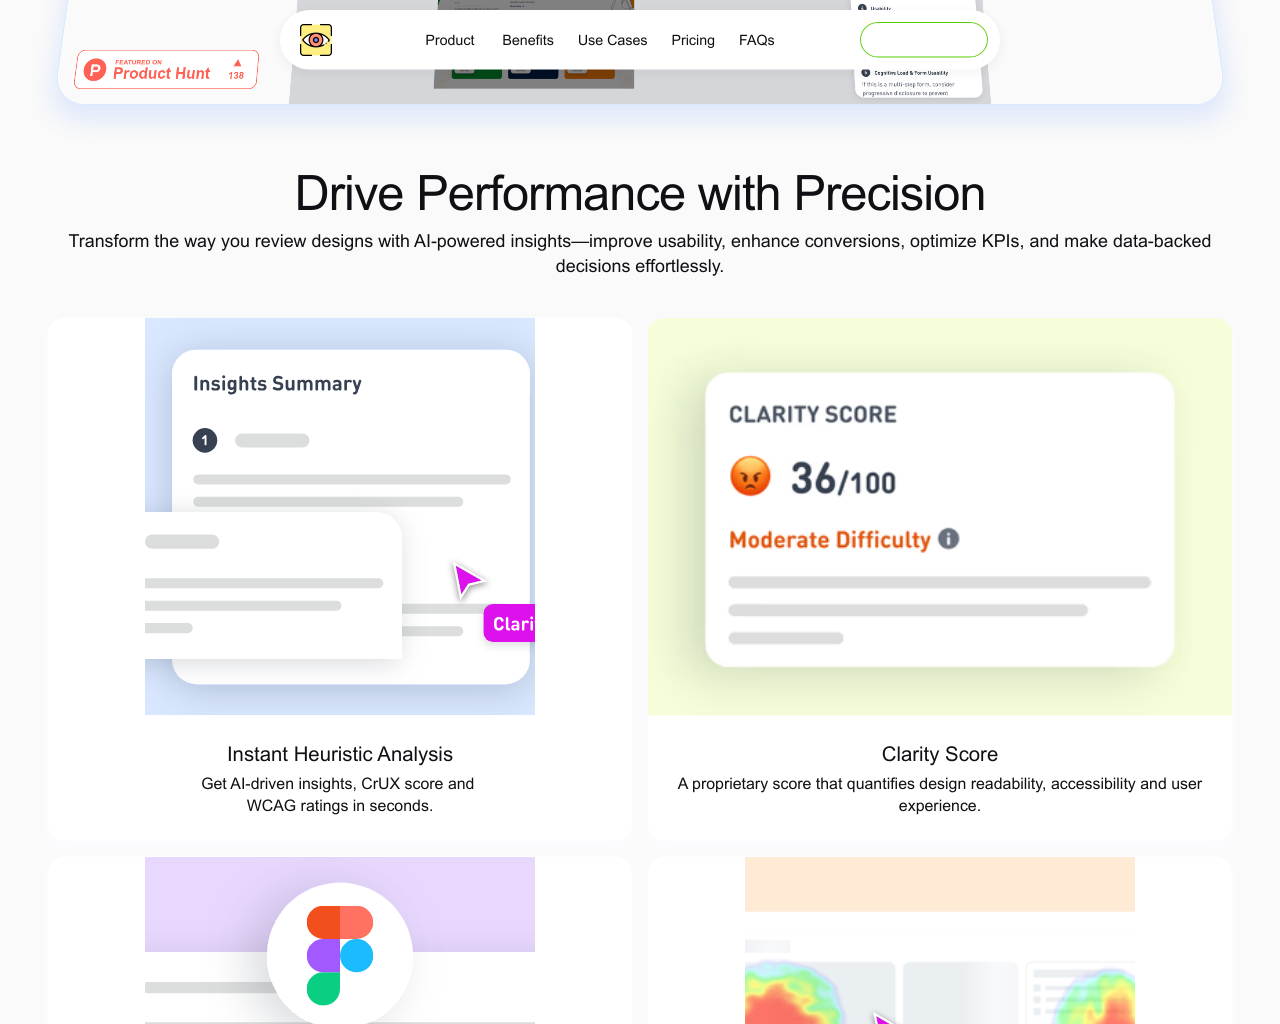 Usability
Product
Benefits
Use Cases
Pricing
FAQs
FEATURED ON
Product Hunt
138
P
Cognitive Load & Form Usability
If this is a multi-step form, consider
progressive disclosure to prevent
Drive Performance with Precision
Transform the way you review designs with AI-powered insights—improve usability, enhance conversions, optimize KPIs, and make data-backed
decisions effortlessly.
Insights Summary
1
Clari
CLARITY SCORE
36/100
Moderate Difficulty
Instant Heuristic Analysis
Get AI-driven insights, CrUX score and
WCAG ratings in seconds.
Clarity Score
A proprietary score that quantifies design readability, accessibility and user
experience.